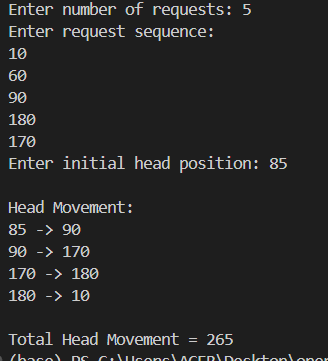 Enter number of requests: 5
Enter request sequence:
10
60
90
180
170
Enter initial head position: 85
Head Movement:
85 -> 90
90 -> 170
170 -> 180
180 -> 10
Total Head Movement = 265
(base) PS C:\Users\ACER\Desktop\oper